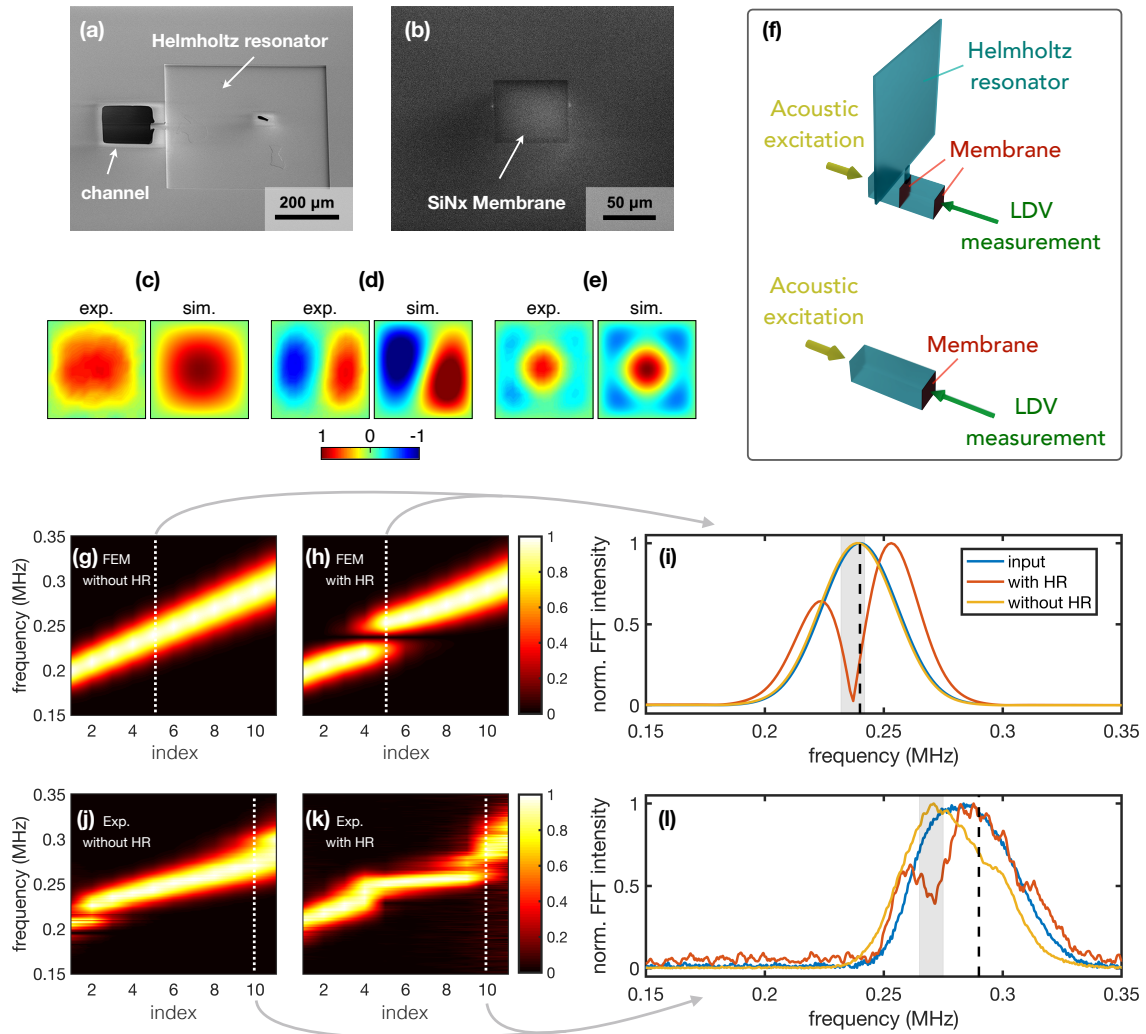 (a)
Helmholtz resonator
channel
200 µm
(b)
SiNx Membrane
50 µm
(f)
Helmholtz
resonator
Acoustic
excitation
Membrane
LDV
measurement
Acoustic
excitation
Membrane
LDV
measurement
(c)
exp.
sim.
(d)
exp.
sim.
(e)
exp.
sim.
1
0
-1
(g)
FEM
without HR
frequency (MHz)
0.35
0.3
0.25
0.2
0.15
2
4
6
8
10
index
(h)
FEM
with HR
2
4
6
8
10
index
1
0.8
0.6
0.4
0.2
0
(i)
norm. FFT intensity
1
0.5
0
input
with HR
without HR
0.15
0.2
0.25
0.3
0.35
frequency (MHz)
(j)
Exp.
without HR
frequency (MHz)
0.35
0.3
0.25
0.2
0.15
2
4
6
8
10
index
(k)
Exp.
with HR
2
4
6
8
10
index
1
0.8
0.6
0.4
0.2
0
(l)
norm. FFT intensity
1
0.5
0
0.15
0.2
0.25
0.3
0.35
frequency (MHz)